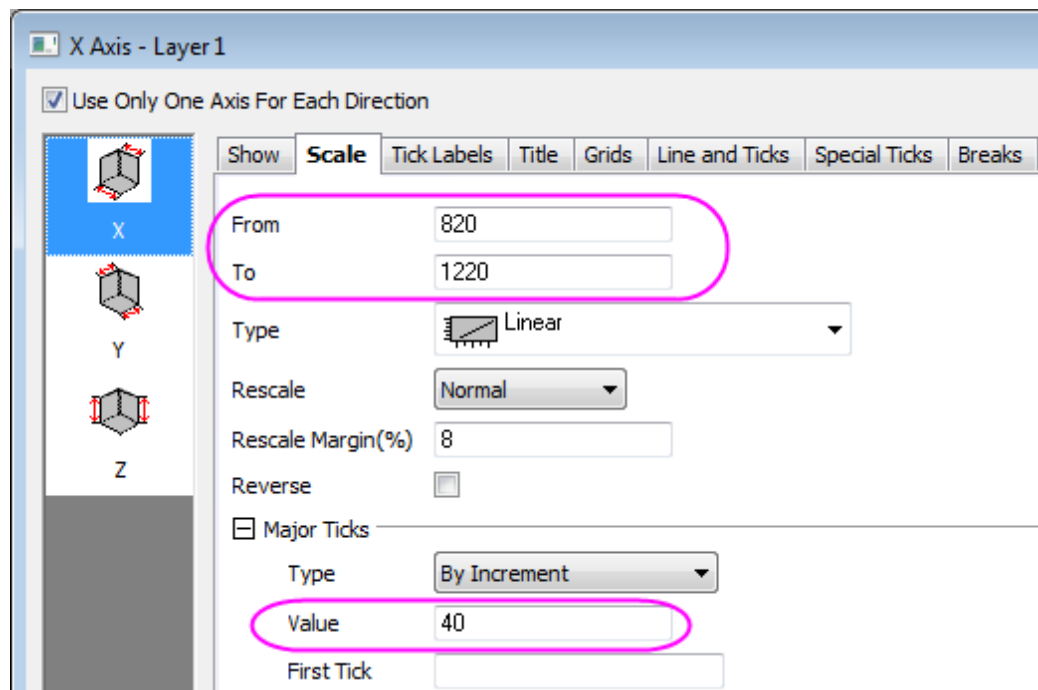 X Axis - Layer 1
Use Only One Axis For Each Direction
Show Scale Tick Labels Title Grids Line and Ticks Special Ticks Breaks
X
Y
Z
From 820
To 1220
Type Linear
Rescale Normal
Rescale Margin(%) 8
Reverse
Major Ticks
Type By Increment
Value 40
First Tick